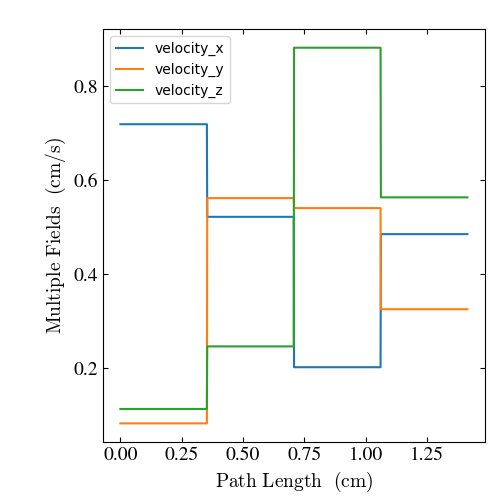 velocity_x
velocity_y
velocity_z
0.8
0.6
0.4
0.2
Multiple Fields (cm/s)
0.00 0.25 0.50 0.75 1.00 1.25
Path Length (cm)